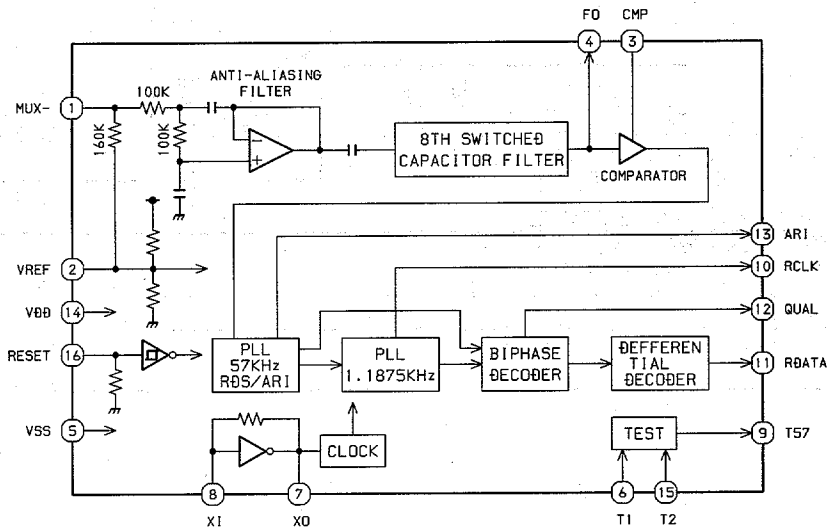 FO CMP
4 3
ANTI-ALIASING
FILTER
100K
MUX- 1
160K
100K
8TH SWITCHED
CAPACITOR FILTER
COMPARATOR
- 
+
13 ARI
VREF 2
10 RCLK
VDD 14
12 QUAL
RESET 16
PLL
57KHz
RDS/ARI
PLL
1.1875KHz
BIPHASE
DECODER
DEFFEREN
TIAL
DECODER
11 RDATA
VSS 5
CLOCK
TEST
9 T57
8 7 6 15
XI XO T1 T2